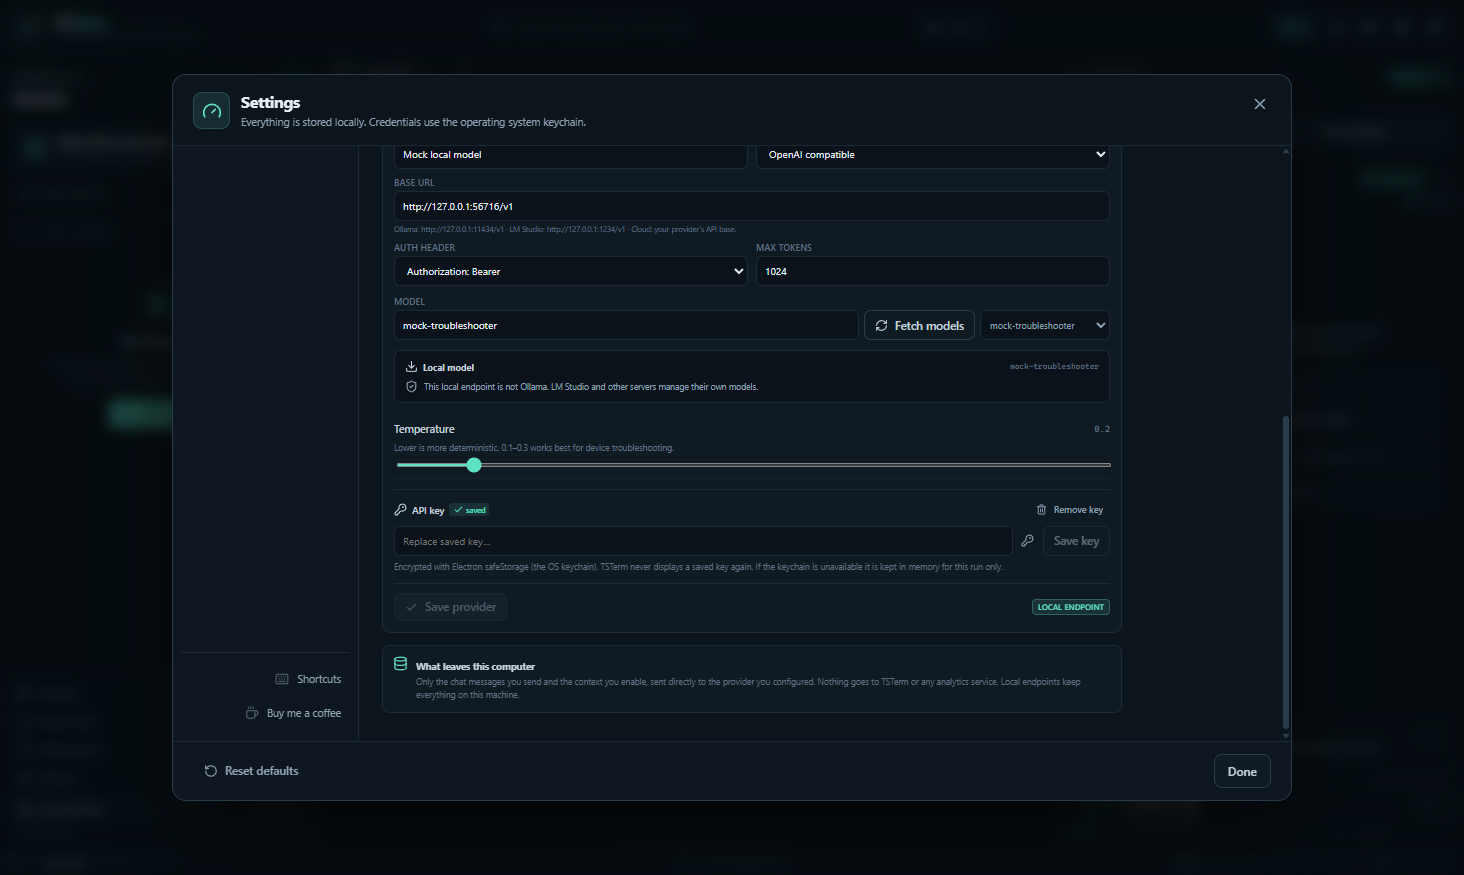 Settings
Everything is stored locally. Credentials use the operating system keychain.
Mock local model
OpenAI compatible
BASE URL
http://127.0.0.1:56716/v1
Ollama: http://127.0.0.1:11434/v1 · LM Studio: http://127.0.0.1:1234/v1 · Cloud: your provider's API base.
AUTH HEADER
MAX TOKENS
Authorization: Bearer
1024
MODEL
mock-troubleshooter
Fetch models
mock-troubleshooter
Local model
mock-troubleshooter
This local endpoint is not Ollama. LM Studio and other servers manage their own models.
Temperature
0.2
Lower is more deterministic. 0.1–0.3 works best for device troubleshooting.
API key
saved
Remove key
Replace saved key...
Save key
Encrypted with Electron safeStorage (the OS keychain). TSTerm never displays a saved key again. If the keychain is unavailable it is kept in memory for this run only.
Save provider
LOCAL ENDPOINT
What leaves this computer
Only the chat messages you send and the context you enable, sent directly to the provider you configured. Nothing goes to TSTerm or any analytics service. Local endpoints keep
everything on this machine.
Shortcuts
Buy me a coffee
Reset defaults
Done